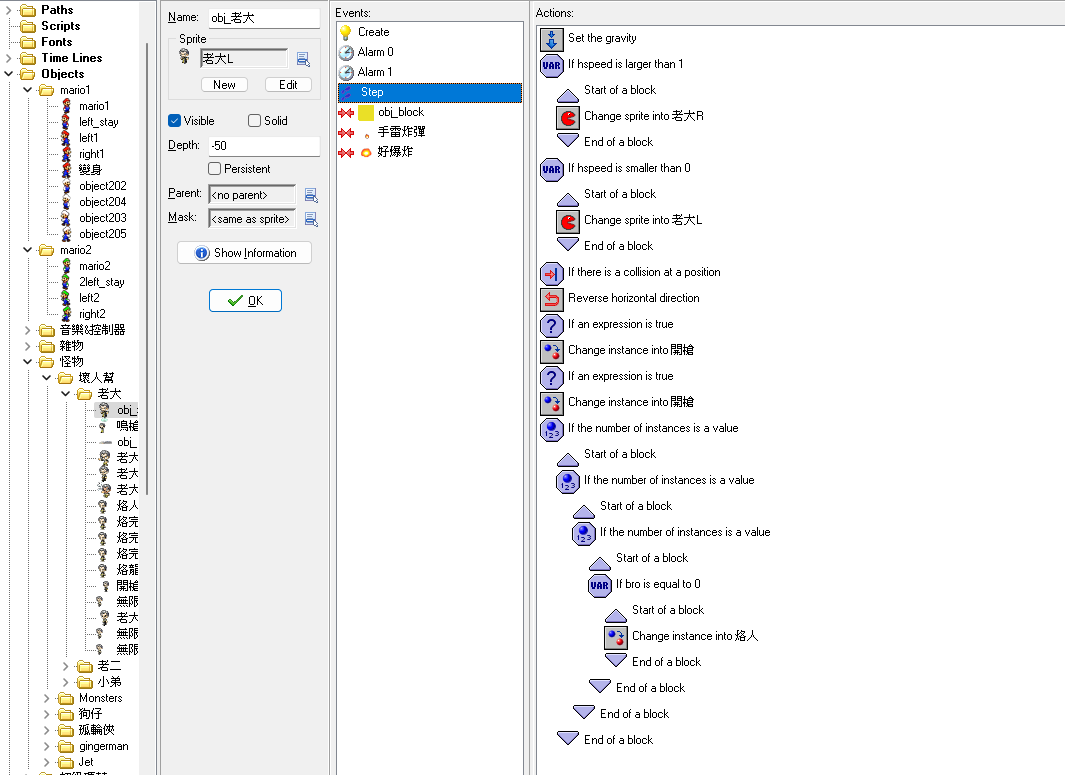 Paths
Scripts
Fonts
Time Lines
Objects
mario1
mario1
left_stay
left1
right1
變身
object202
object204
object203
object205
mario2
mario2
2left_stay
left2
right2
音樂&控制器
雜物
怪物
壞人幫
老大
obj_
鳴槍
obj_
老大
老大
老大
烙人
烙完
烙完
烙完
烙龍
開槍
無限
老大
無限
無限
老二
小弟
Monsters
狗仔
孤輪俠
gingerman
Jet
Name: obj_老大
Sprite
老大L
New Edit
Visible Solid
Depth: -50
Persistent
Parent: <no parent>
Mask: <same as sprite>
Show Information
OK
Events:
Create
Alarm 0
Alarm 1
Step
obj_block
手雷炸彈
好爆炸
Actions:
Set the gravity
If hspeed is larger than 1
Start of a block
Change sprite into 老大R
End of a block
If hspeed is smaller than 0
Start of a block
Change sprite into 老大L
End of a block
If there is a collision at a position
Reverse horizontal direction
If an expression is true
Change instance into 開槍
If an expression is true
Change instance into 開槍
If the number of instances is a value
Start of a block
If the number of instances is a value
Start of a block
If the number of instances is a value
Start of a block
If bro is equal to 0
Start of a block
Change instance into 烙人
End of a block
End of a block
End of a block
End of a block